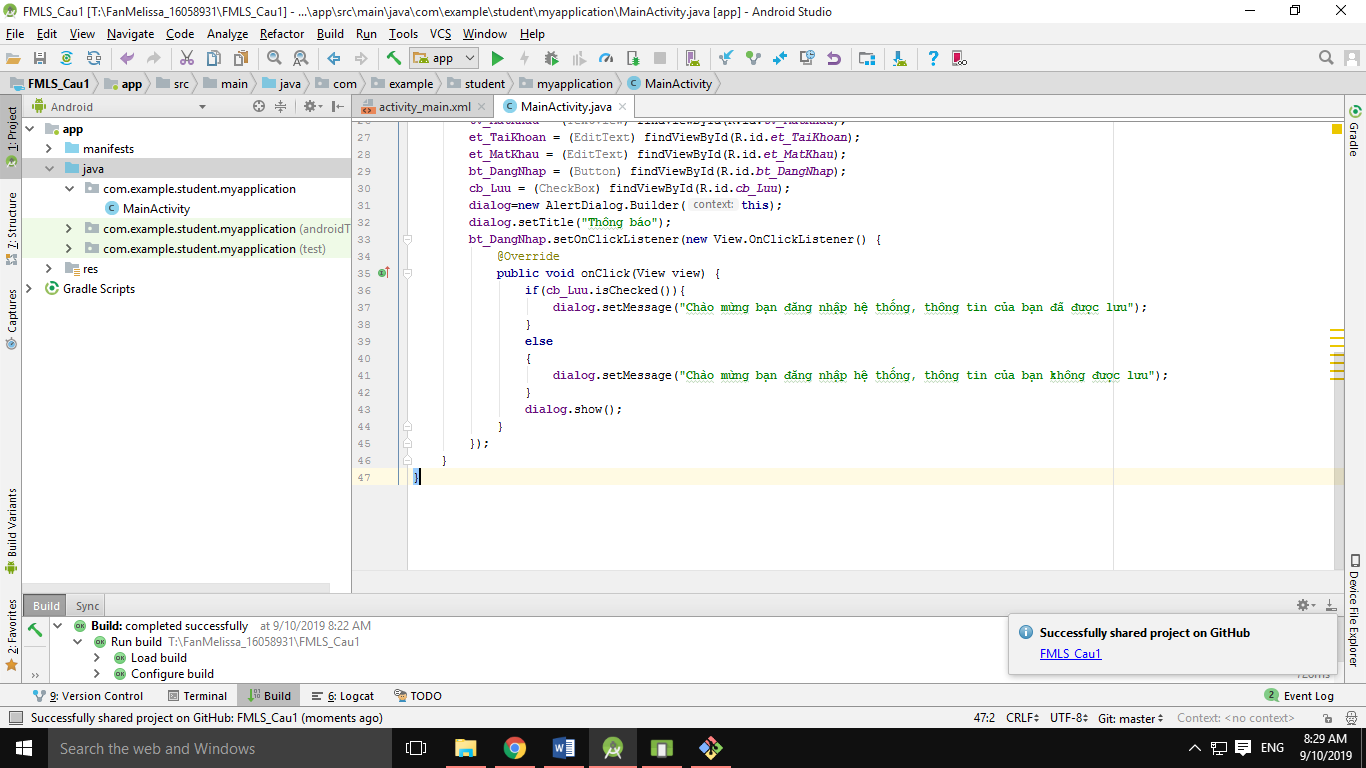 FMLS_Cau1 [T:\FanMelissa_16058931\FMLS_Cau1] - ...\app\src\main\java\com\example\student\myapplication\MainActivity.java [app] - Android Studio
File Edit View Navigate Code Analyze Refactor Build Run Tools VCS Window Help
app
FMLS_Cau1 app src main java com example student myapplication MainActivity
Android
activity_main.xml MainActivity.java
1: Project
7: Structure
Captures
Build Variants
2: Favorites
app
manifests
java
com.example.student.myapplication
MainActivity
com.example.student.myapplication (androidT
com.example.student.myapplication (test)
res
Gradle Scripts
27 et_TaiKhoan = (EditText) findViewById(R.id.et_TaiKhoan);
28 et_MatKhau = (EditText) findViewById(R.id.et_MatKhau);
29 bt_DangNhap = (Button) findViewById(R.id.bt_DangNhap);
30 cb_Luu = (CheckBox) findViewById(R.id.cb_Luu);
31 dialog=new AlertDialog.Builder( context: this);
32 dialog.setTitle("Thông báo");
33 bt_DangNhap.setOnClickListener(new View.OnClickListener() {
34 @Override
35 public void onClick(View view) {
36 if(cb_Luu.isChecked()){
37 dialog.setMessage("Chào mừng bạn đăng nhập hệ thống, thông tin của bạn đã được lưu");
38 }
39 else
40 {
41 dialog.setMessage("Chào mừng bạn đăng nhập hệ thống, thông tin của bạn không được lưu");
42 }
43 dialog.show();
44 }
45 });
46 }
47 }
Gradle
Device File Explorer
Build Sync
Build: completed successfully at 9/10/2019 8:22 AM
Run build T:\FanMelissa_16058931\FMLS_Cau1
Load build
Configure build
Successfully shared project on GitHub
FMLS_Cau1
9: Version Control Terminal Build 6: Logcat TODO 2 Event Log
Successfully shared project on GitHub: FMLS_Cau1 (moments ago) 47:2 CRLF UTF-8 Git: master Context: <no context>
Search the web and Windows
ENG
8:29 AM
9/10/2019